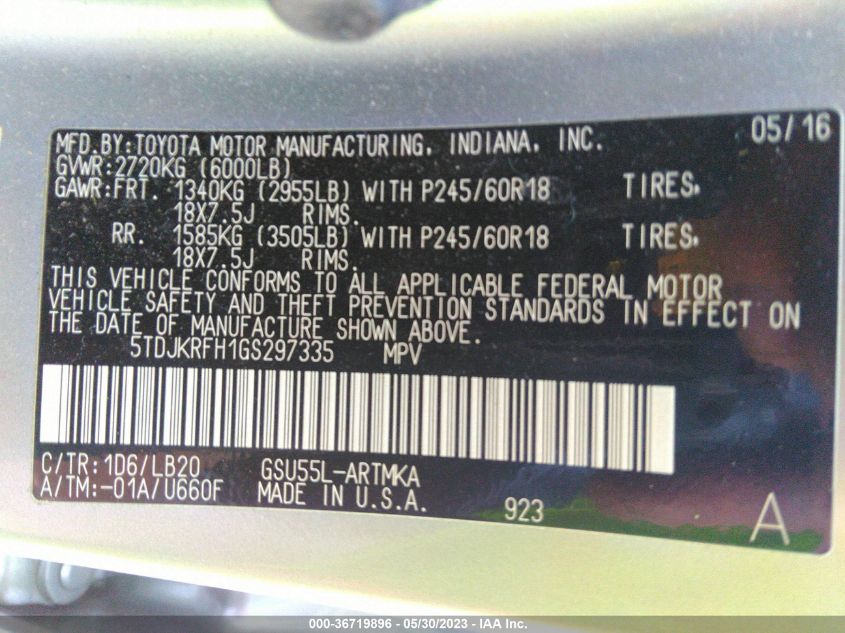 MFD.BY:TOYOTA MOTOR MANUFACTURING, INDIANA, INC. 05/16
GVWR:2720KG (6000LB)
GAWR:FRT. 1340KG (2955LB) WITH P245/60R18 TIRES,
18X7.5J RIMS.
RR. 1585KG (3505LB) WITH P245/60R18 TIRES,
18X7.5J RIMS.
THIS VEHICLE CONFORMS TO ALL APPLICABLE FEDERAL MOTOR
VEHICLE SAFETY AND THEFT PREVENTION STANDARDS IN EFFECT ON
THE DATE OF MANUFACTURE SHOWN ABOVE.
5TDJKRFH1GS297335 MPV
C/TR:1D6/LB20 GSU55L-ARTMKA
A/TM:-01A/U660F MADE IN U.S.A. 923 A
000-36719896 - 05/30/2023 - IAA Inc.